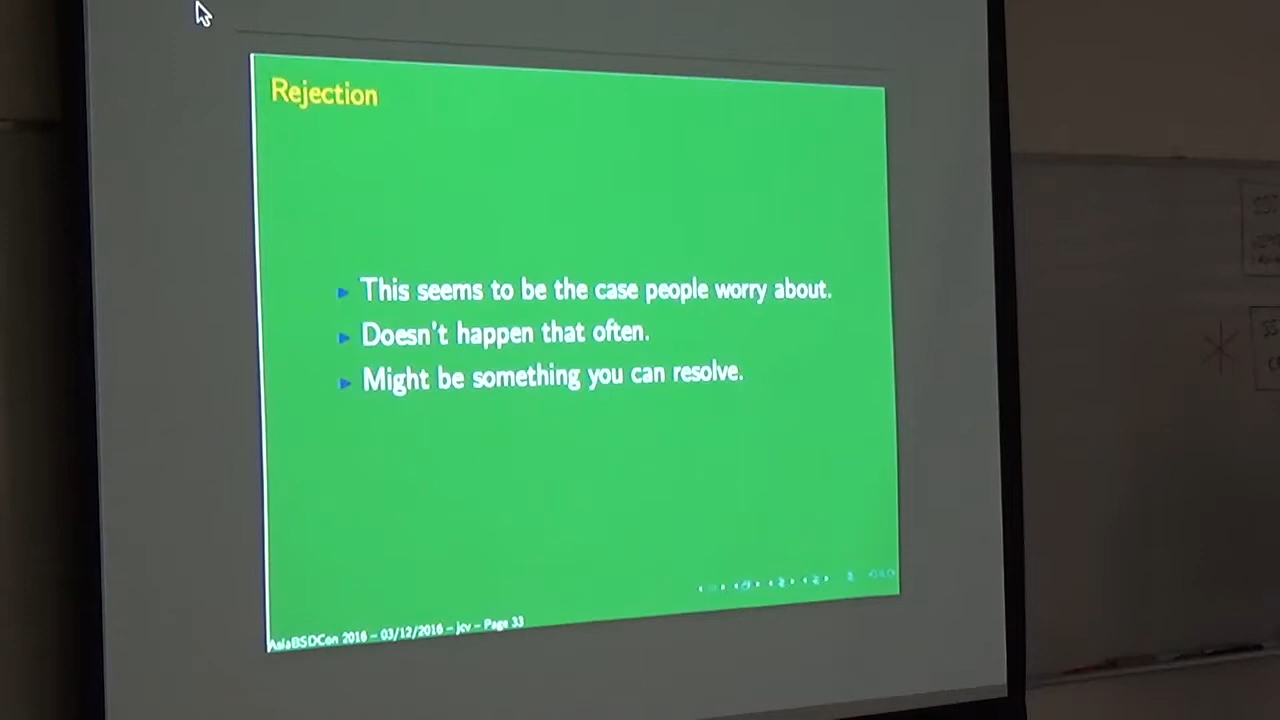 Rejection
This seems to be the case people worry about.
Doesn't happen that often.
Might be something you can resolve.
AsiaBSDCon 2016 – 03/12/2016 – jcv – Page 33